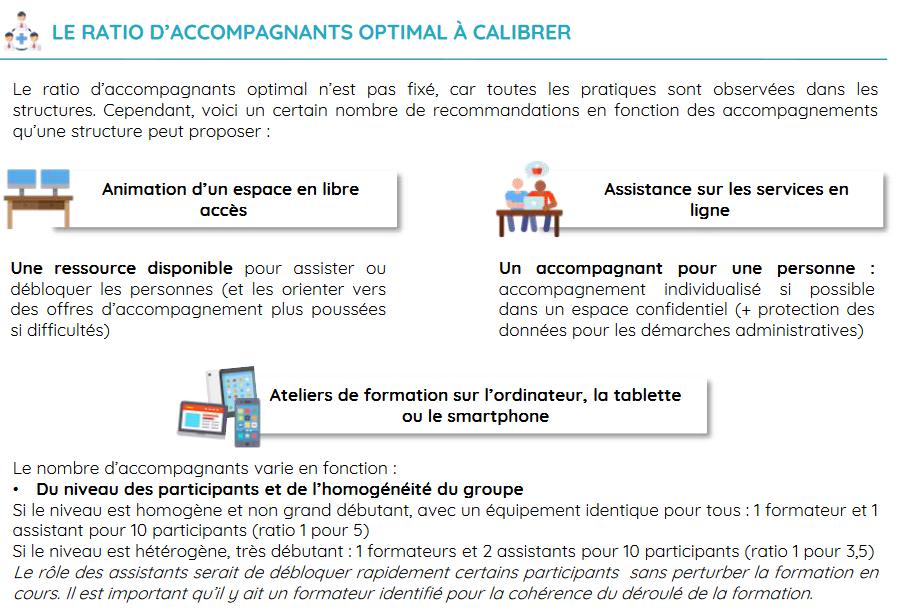 LE RATIO D'ACCOMPAGNANTS OPTIMAL À CALIBRER
Le ratio d'accompagnants optimal n'est pas fixé, car toutes les pratiques sont observées dans les
structures. Cependant, voici un certain nombre de recommandations en fonction des accompagnements
qu'une structure peut proposer :
Animation d'un espace en libre
accès
Une ressource disponible pour assister ou
débloquer les personnes (et les orienter vers
des offres d'accompagnement plus poussées
si difficultés)
Assistance sur les services en
ligne
Un accompagnant pour une personne :
accompagnement individualisé si possible
dans un espace confidentiel (+ protection des
données pour les démarches administratives)
Ateliers de formation sur l'ordinateur, la tablette
ou le smartphone
Le nombre d'accompagnants varie en fonction :
• Du niveau des participants et de l'homogénéité du groupe
Si le niveau est homogène et non grand débutant, avec un équipement identique pour tous : 1 formateur et 1
assistant pour 10 participants (ratio 1 pour 5)
Si le niveau est hétérogène, très débutant : 1 formateurs et 2 assistants pour 10 participants (ratio 1 pour 3,5)
Le rôle des assistants serait de débloquer rapidement certains participants sans perturber la formation en
cours. Il est important qu'il y ait un formateur identifié pour la cohérence du déroulé de la formation.